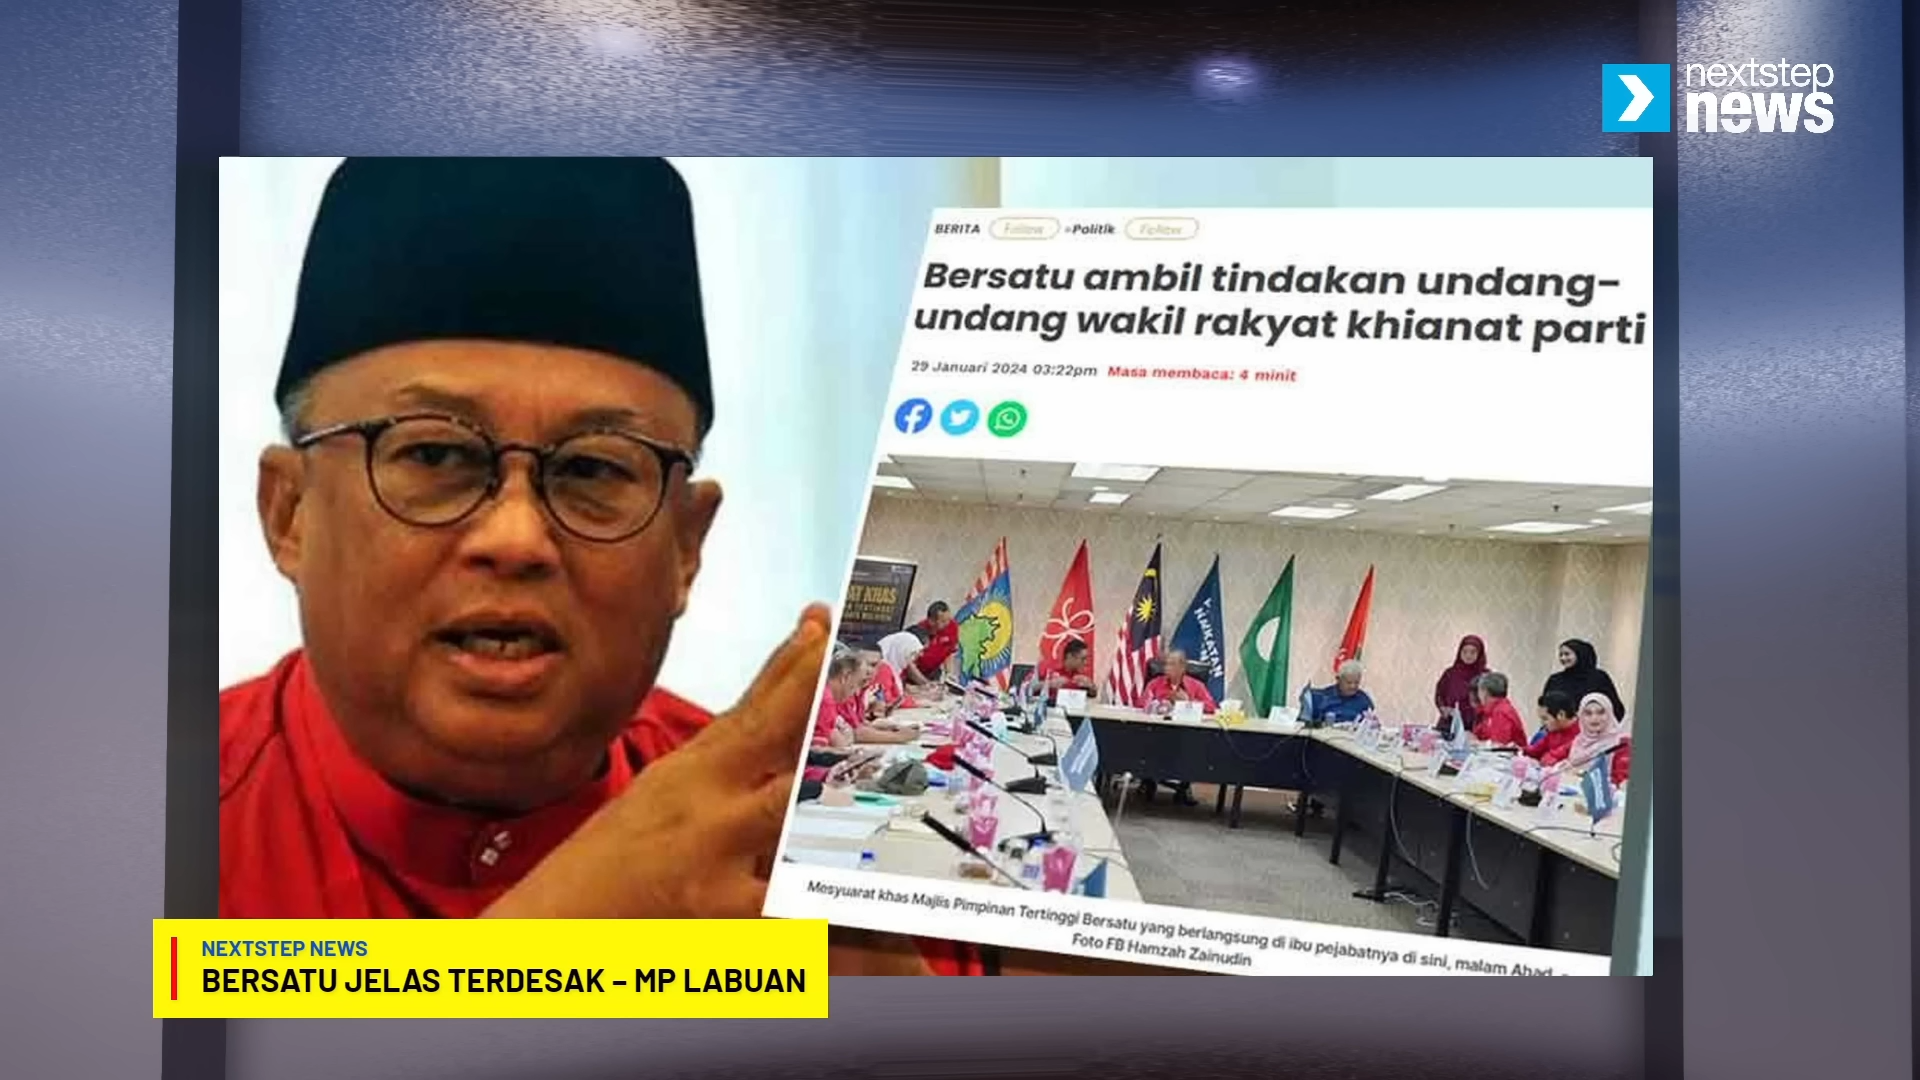 nextstep
news
BERITA Follow »Politik Follow
Bersatu ambil tindakan undang-
undang wakil rakyat khianat parti
29 Januari 2024 03:22pm Masa membaca: 4 minit
Mesyuarat khas Majlis Pimpinan Tertinggi Bersatu yang berlangsung di ibu pejabatnya di sini, malam Ahad.
Foto FB Hamzah Zainudin
NEXTSTEP NEWS
BERSATU JELAS TERDESAK – MP LABUAN